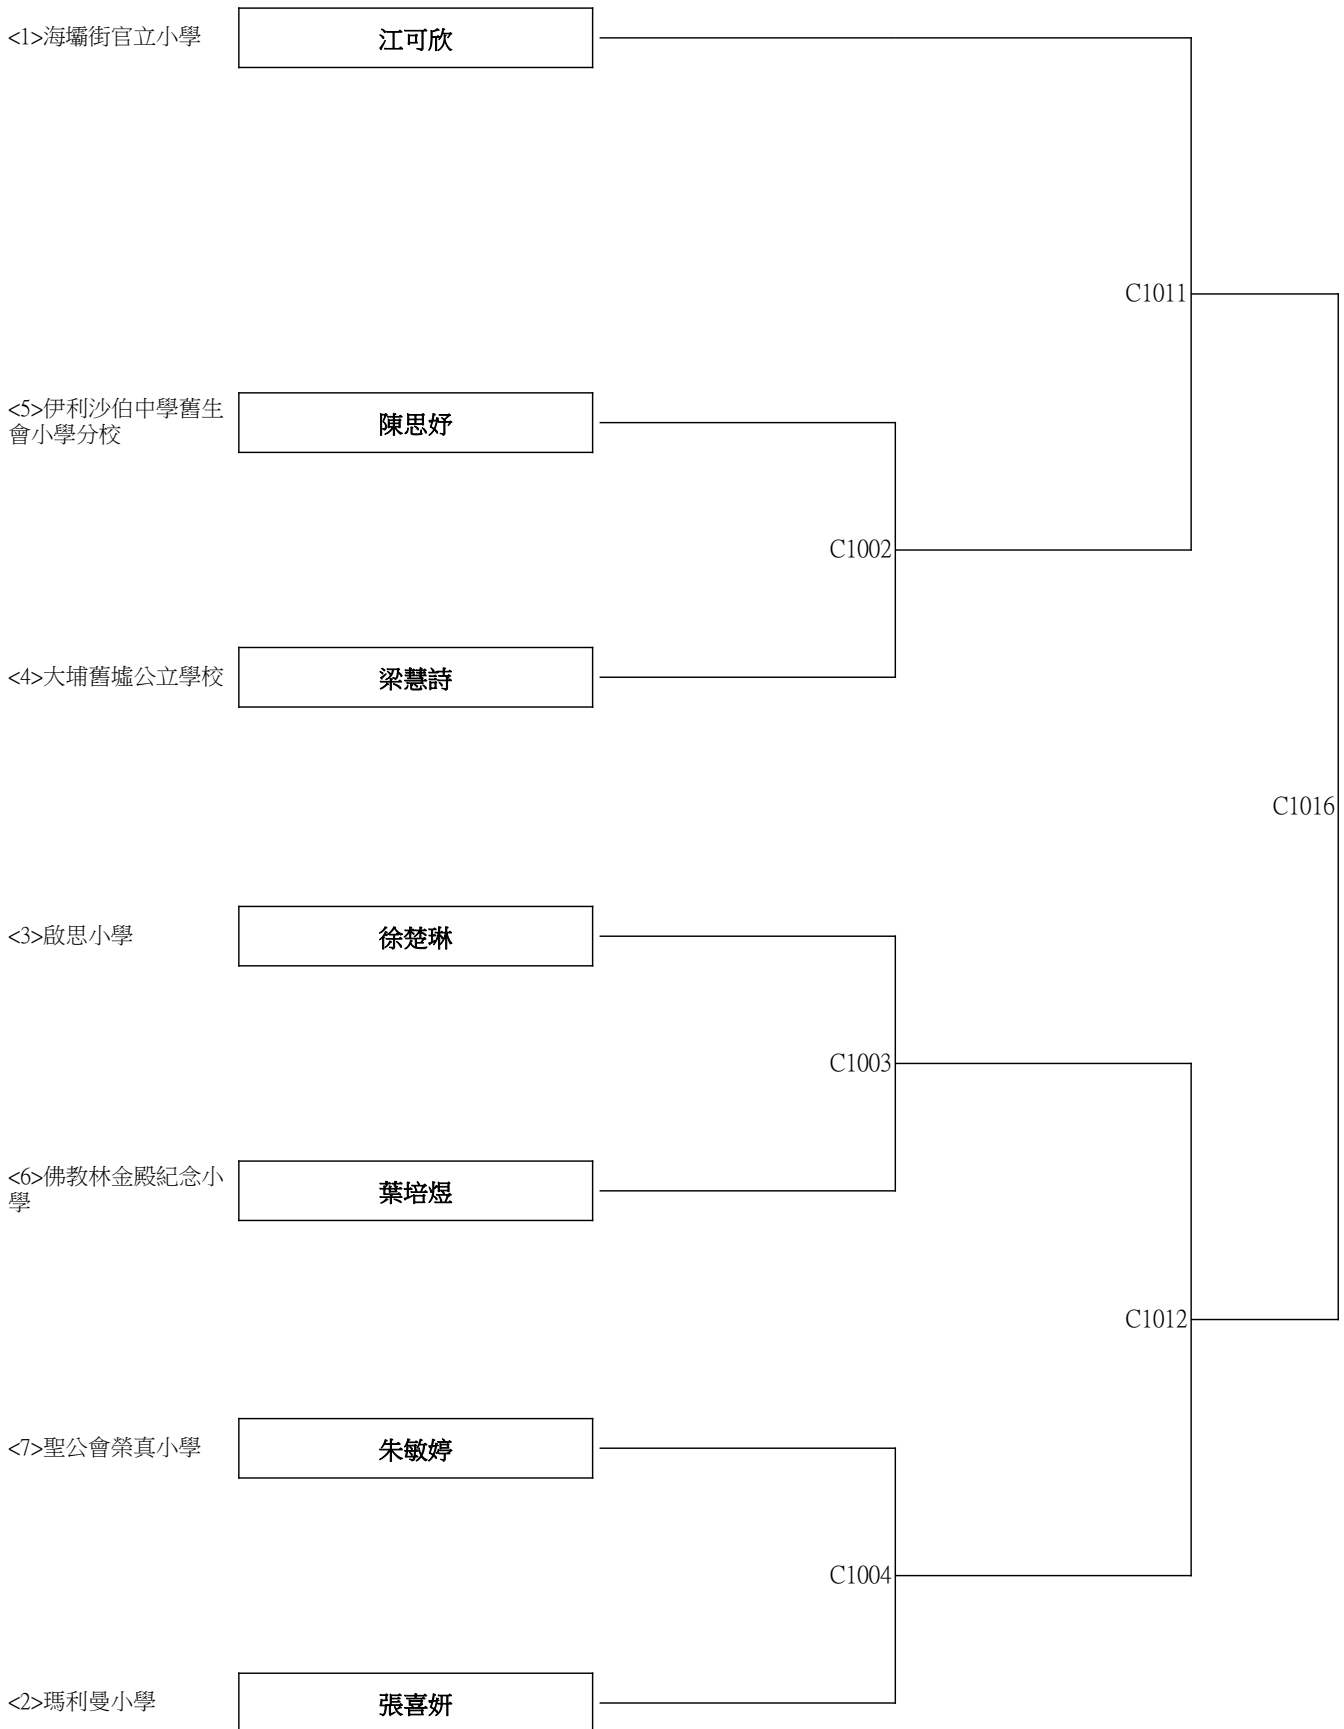 <1>海壩街官立小學
江可欣
C1011
<5>伊利沙伯中學舊生
會小學分校
陳思妤
C1002
<4>大埔舊墟公立學校
梁慧詩
C1016
<3>啟思小學
徐楚琳
C1003
<6>佛教林金殿紀念小
學
葉培煜
C1012
<7>聖公會榮真小學
朱敏婷
C1004
<2>瑪利曼小學
張喜妍